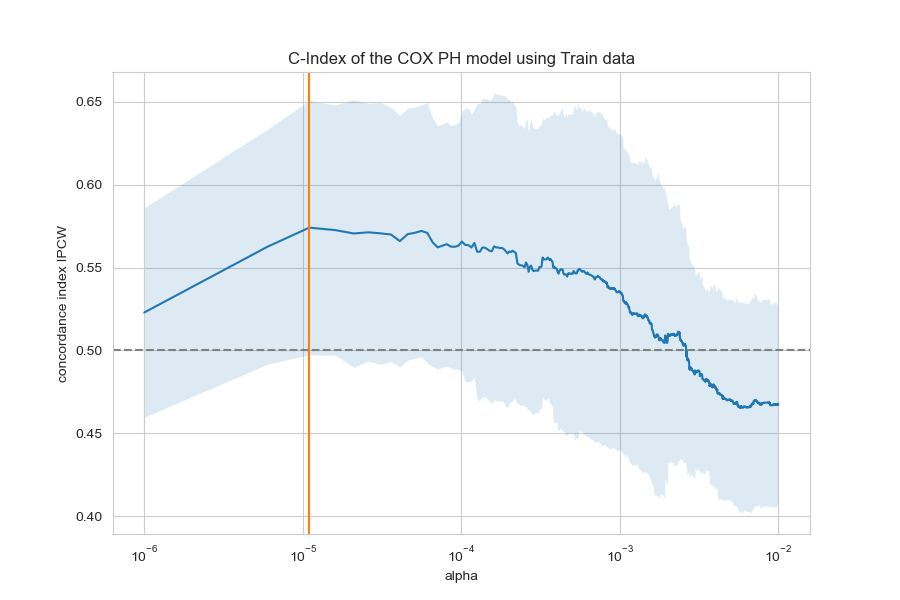 C-Index of the COX PH model using Train data
concordance index IPCW
0.65
0.60
0.55
0.50
0.45
0.40
10⁻⁶ 10⁻⁵ 10⁻⁴ 10⁻³ 10⁻²
alpha